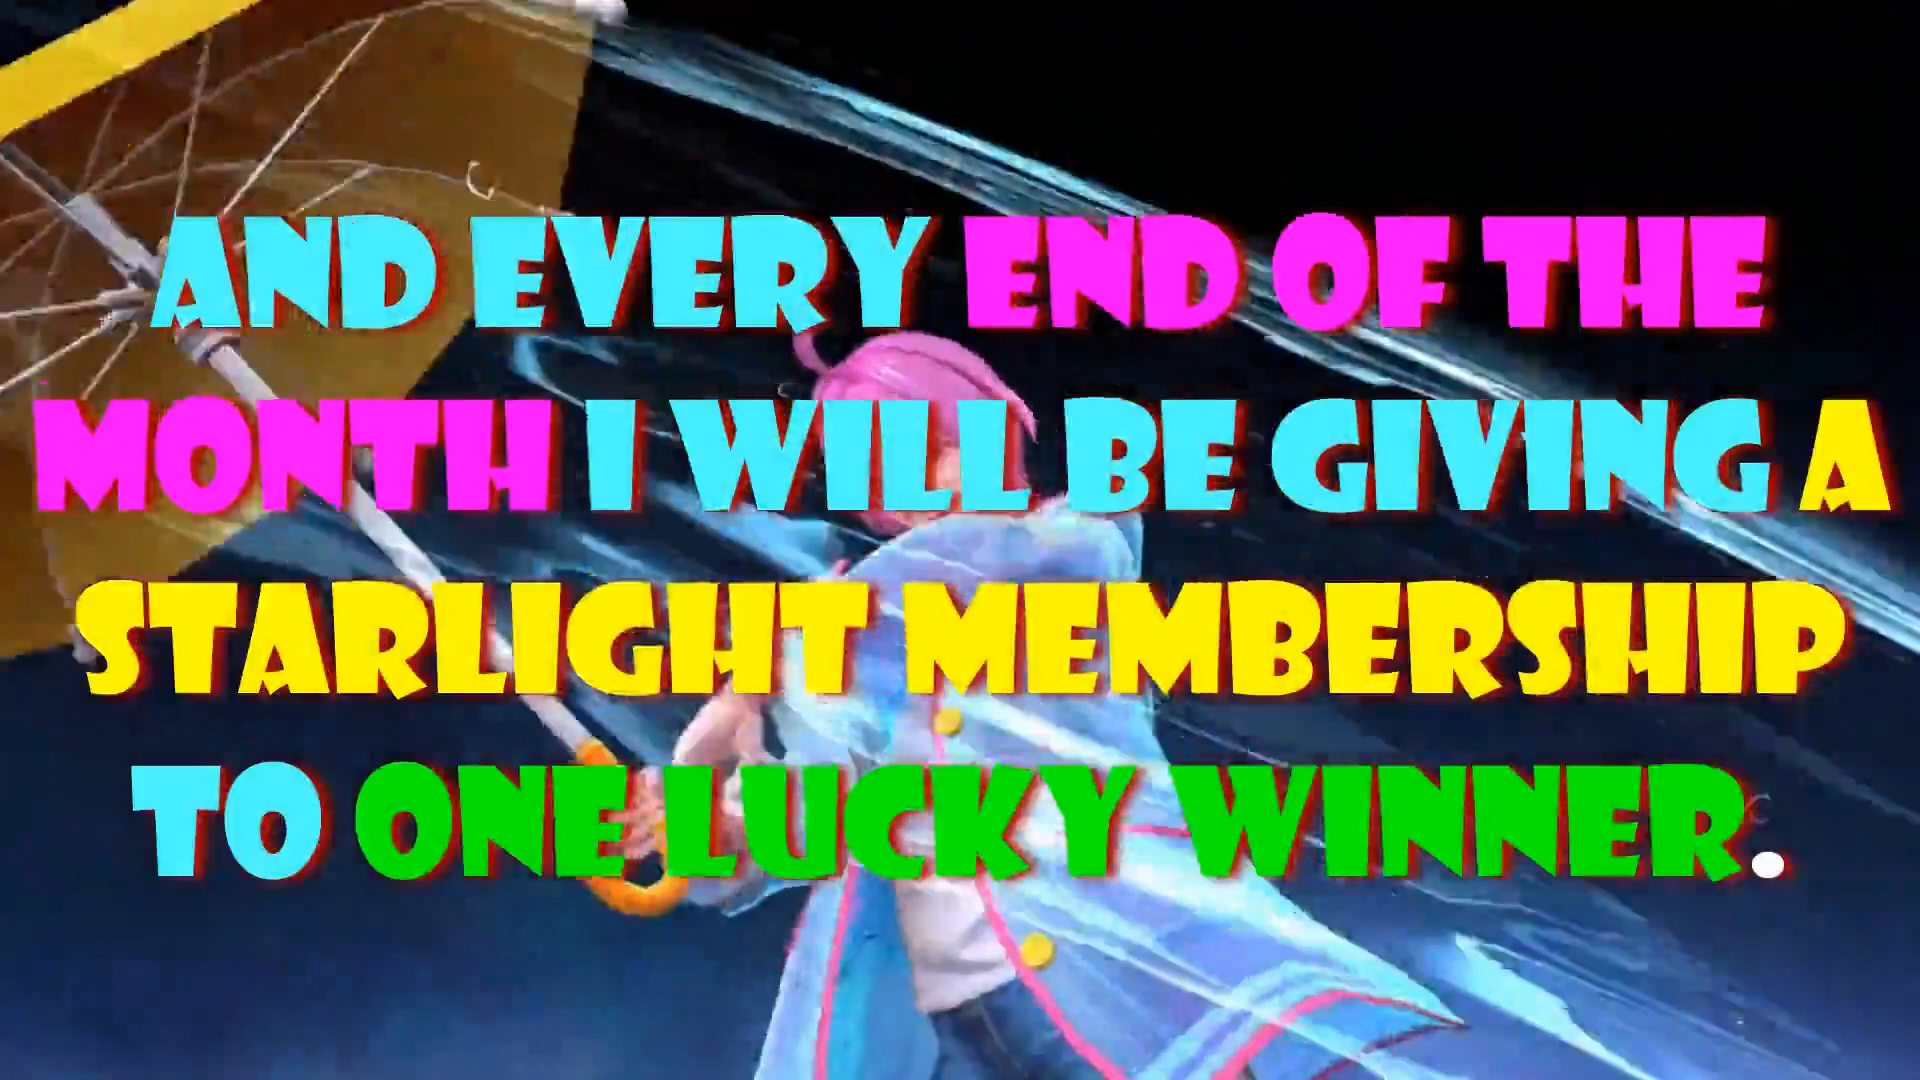 AND EVERY END OF THE
MONTH I WILL BE GIVING A
STARLIGHT MEMBERSHIP
TO ONE LUCKY WINNER.